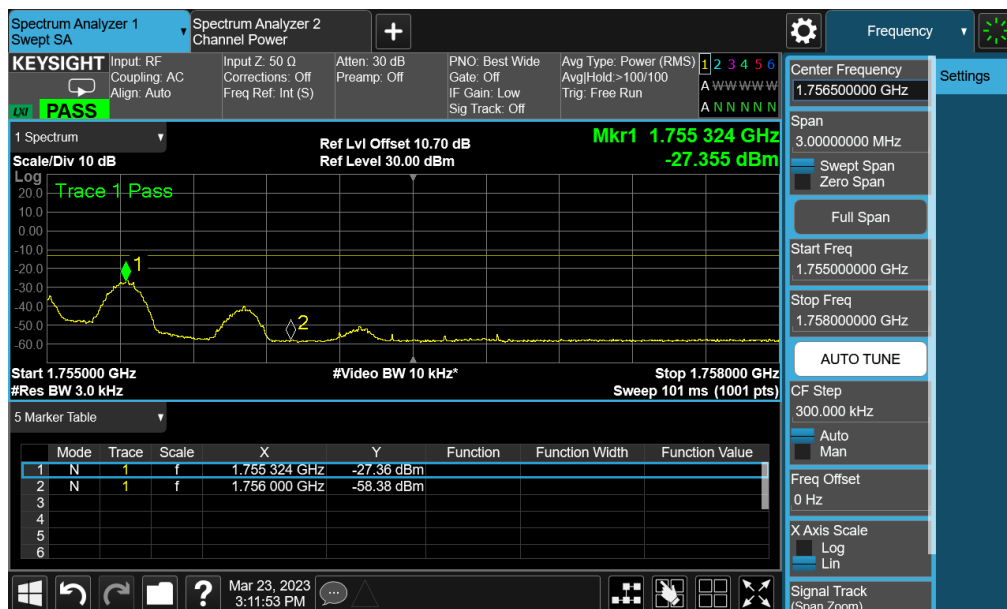 Spectrum Analyzer 1
Swept SA
Spectrum Analyzer 2
Channel Power
Frequency
KEYSIGHT
LXI
PASS
Input: RF
Coupling: AC
Align: Auto
Input Z: 50 Ω
Corrections: Off
Freq Ref: Int (S)
Atten: 30 dB
Preamp: Off
PNO: Best Wide
Gate: Off
IF Gain: Low
Sig Track: Off
Avg Type: Power (RMS)
Avg|Hold:>100/100
Trig: Free Run
1 2 3 4 5 6
A W W W W W
A N N N N N
1 Spectrum
Scale/Div 10 dB
Ref Lvl Offset 10.70 dB
Ref Level 30.00 dBm
Mkr1 1.755 324 GHz
-27.355 dBm
Log
Trace 1 Pass
20.0
10.0
0.00
-10.0
-20.0
-30.0
-40.0
-50.0
-60.0
1
2
Start 1.755000 GHz
#Video BW 10 kHz*
Stop 1.758000 GHz
#Res BW 3.0 kHz
Sweep 101 ms (1001 pts)
5 Marker Table
Mode Trace Scale X Y Function Function Width Function Value
1 N 1 f 1.755 324 GHz -27.36 dBm
2 N 1 f 1.756 000 GHz -58.38 dBm
3
4
5
6
Mar 23, 2023
3:11:53 PM
Center Frequency
1.756500000 GHz
Span
3.00000000 MHz
Swept Span
Zero Span
Full Span
Start Freq
1.755000000 GHz
Stop Freq
1.758000000 GHz
AUTO TUNE
CF Step
300.000 kHz
Auto
Man
Freq Offset
0 Hz
X Axis Scale
Log
Lin
Signal Track
(Span Zoom)
Settings